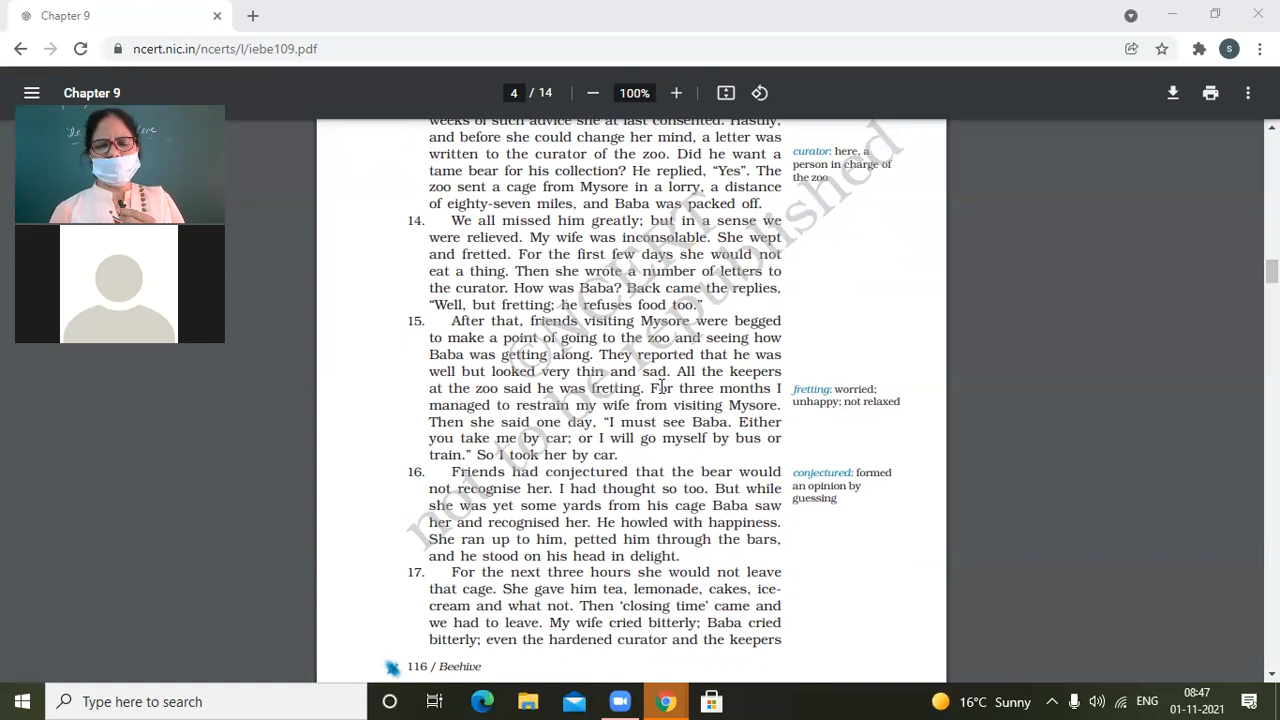 Chapter 9
S
ncert.nic.in/ncerts/l/iebe109.pdf
Chapter 9
4 / 14
100%
weeks of such advice she at last consented. Hastily,
and before she could change her mind, a letter was
written to the curator of the zoo. Did he want a
tame bear for his collection? He replied, “Yes”. The
zoo sent a cage from Mysore in a lorry, a distance
of eighty-seven miles, and Baba was packed off.
curator: here, a
person in charge of
the zoo
14. We all missed him greatly; but in a sense we
were relieved. My wife was inconsolable. She wept
and fretted. For the first few days she would not
eat a thing. Then she wrote a number of letters to
the curator. How was Baba? Back came the replies,
“Well, but fretting; he refuses food too.”
15. After that, friends visiting Mysore were begged
to make a point of going to the zoo and seeing how
Baba was getting along. They reported that he was
well but looked very thin and sad. All the keepers
at the zoo said he was fretting. For three months I
managed to restrain my wife from visiting Mysore.
Then she said one day, “I must see Baba. Either
you take me by car; or I will go myself by bus or
train.” So I took her by car.
fretting: worried;
unhappy; not relaxed
16. Friends had conjectured that the bear would
not recognise her. I had thought so too. But while
she was yet some yards from his cage Baba saw
her and recognised her. He howled with happiness.
She ran up to him, petted him through the bars,
and he stood on his head in delight.
conjectured: formed
an opinion by
guessing
17. For the next three hours she would not leave
that cage. She gave him tea, lemonade, cakes, ice-
cream and what not. Then ‘closing time’ came and
we had to leave. My wife cried bitterly; Baba cried
bitterly; even the hardened curator and the keepers
116 / Beehive
©NCERT
not to be republished
Type here to search
16°C Sunny
ENG
08:47
01-11-2021